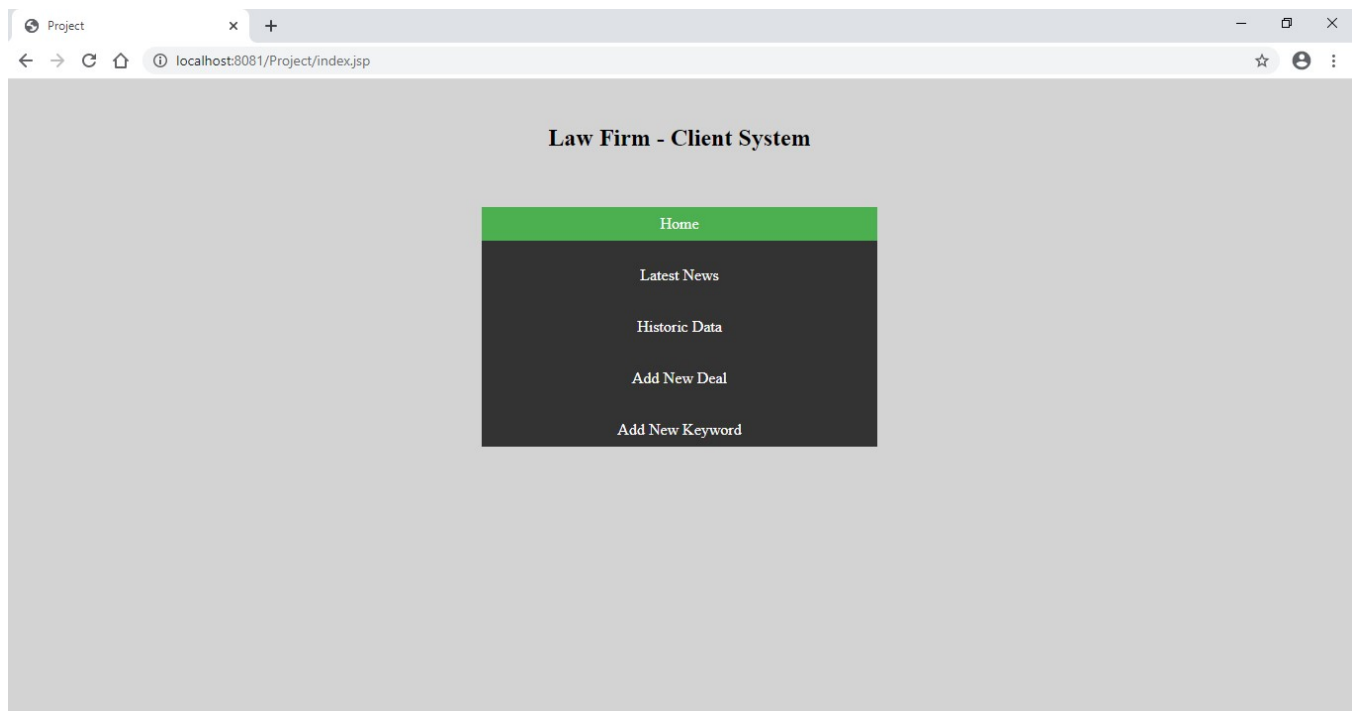 Project
localhost:8081/Project/index.jsp
Law Firm - Client System
Home
Latest News
Historic Data
Add New Deal
Add New Keyword